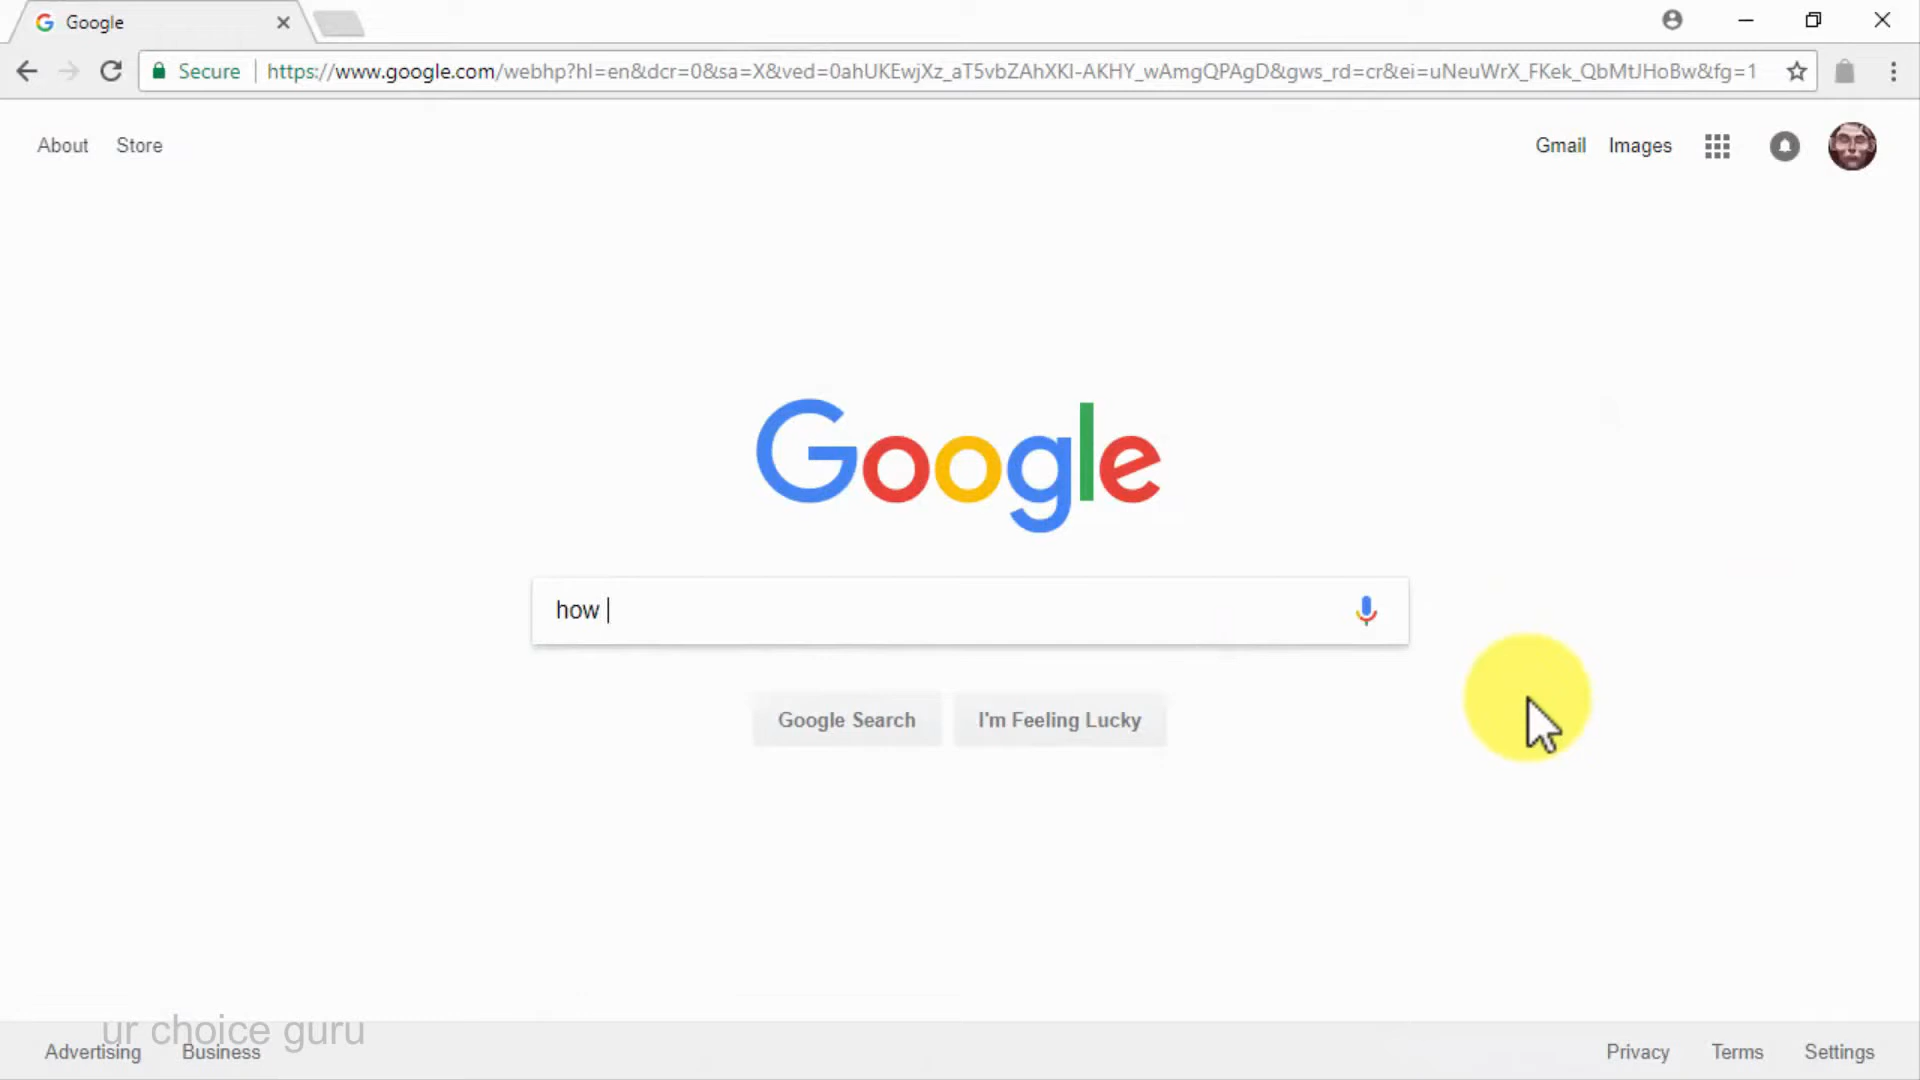 Google
Secure https://www.google.com/webhp?hl=en&dcr=0&sa=X&ved=0ahUKEwjXz_aT5vbZAhXKI-AKHY_wAmgQPAgD&gws_rd=cr&ei=uNeuWrX_FKek_QbMtJHoBw&fg=1
About Store Gmail Images
Google
how
Google Search I'm Feeling Lucky
ur choice guru
Advertising Business Privacy Terms Settings